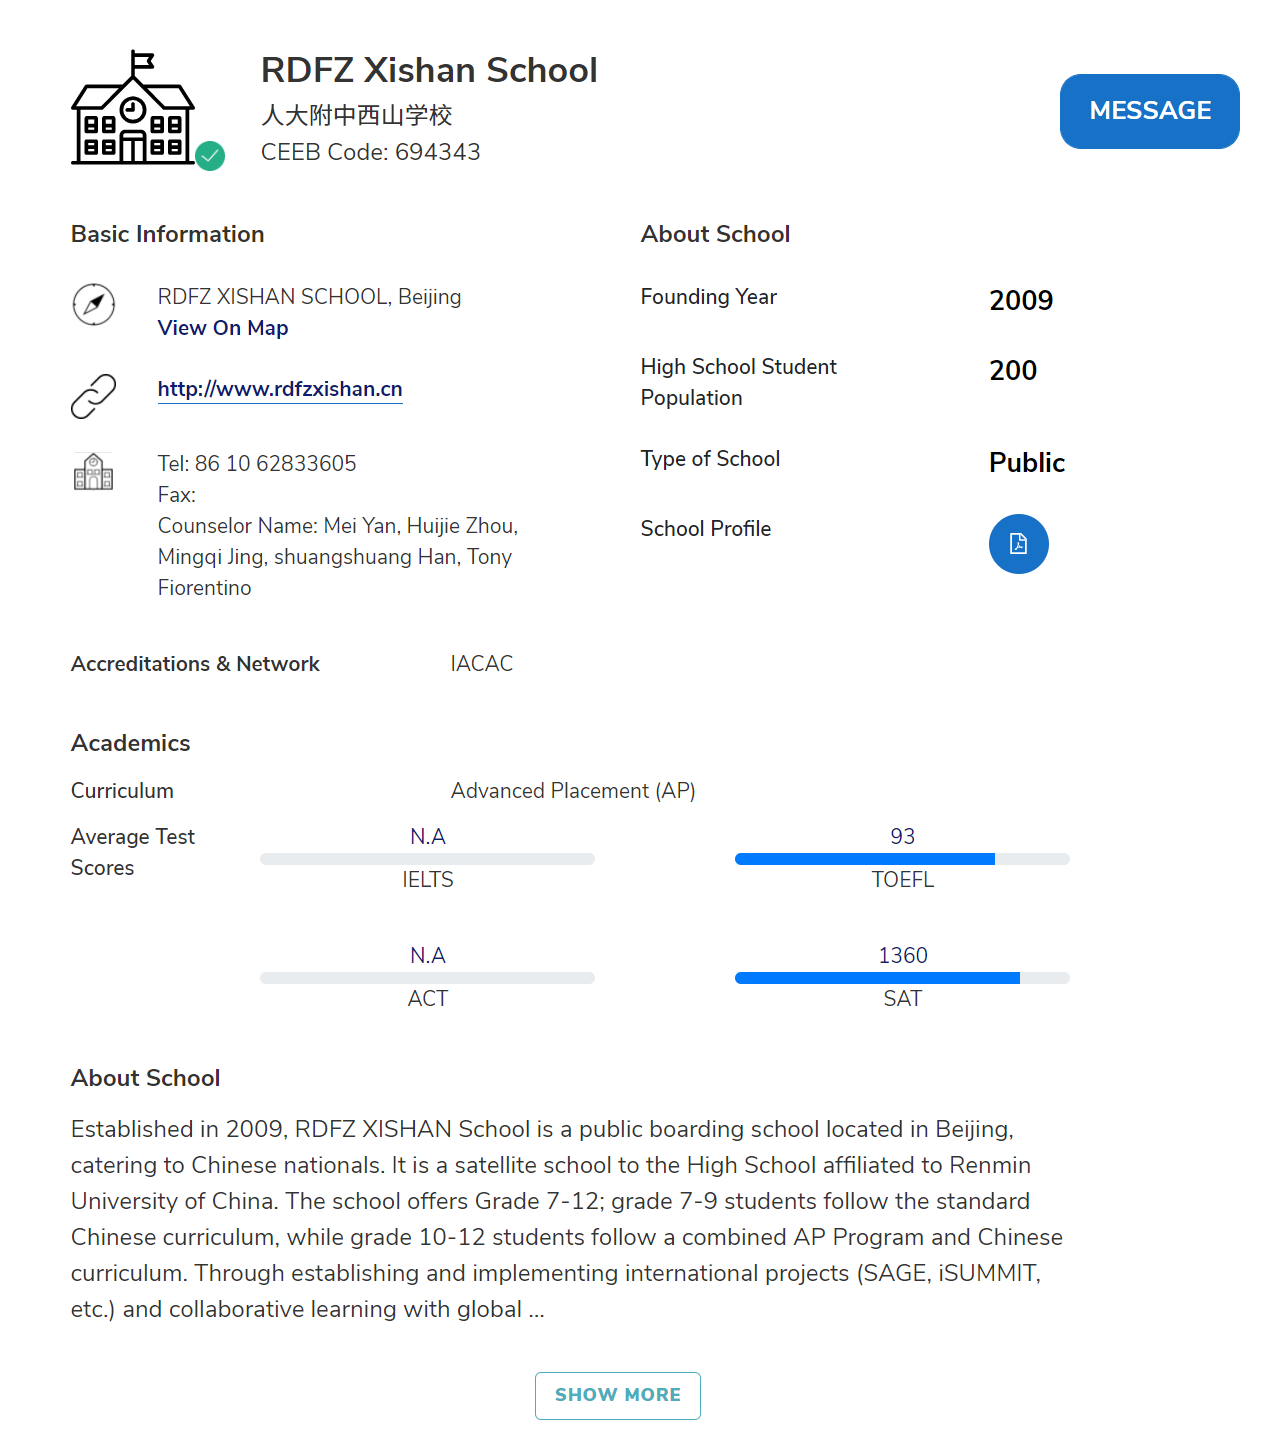 RDFZ Xishan School
人大附中西山学校
CEEB Code: 694343
MESSAGE
Basic Information
RDFZ XISHAN SCHOOL, Beijing
View On Map
http://www.rdfzxishan.cn
Tel: 86 10 62833605
Fax:
Counselor Name: Mei Yan, Huijie Zhou,
Mingqi Jing, shuangshuang Han, Tony
Fiorentino
About School
Founding Year 2009
High School Student 200
Population
Type of School Public
School Profile
Accreditations & Network IACAC
Academics
Curriculum Advanced Placement (AP)
Average Test
Scores
N.A
IELTS
93
TOEFL
N.A
ACT
1360
SAT
About School
Established in 2009, RDFZ XISHAN School is a public boarding school located in Beijing,
catering to Chinese nationals. It is a satellite school to the High School affiliated to Renmin
University of China. The school offers Grade 7-12; grade 7-9 students follow the standard
Chinese curriculum, while grade 10-12 students follow a combined AP Program and Chinese
curriculum. Through establishing and implementing international projects (SAGE, iSUMMIT,
etc.) and collaborative learning with global ...
SHOW MORE